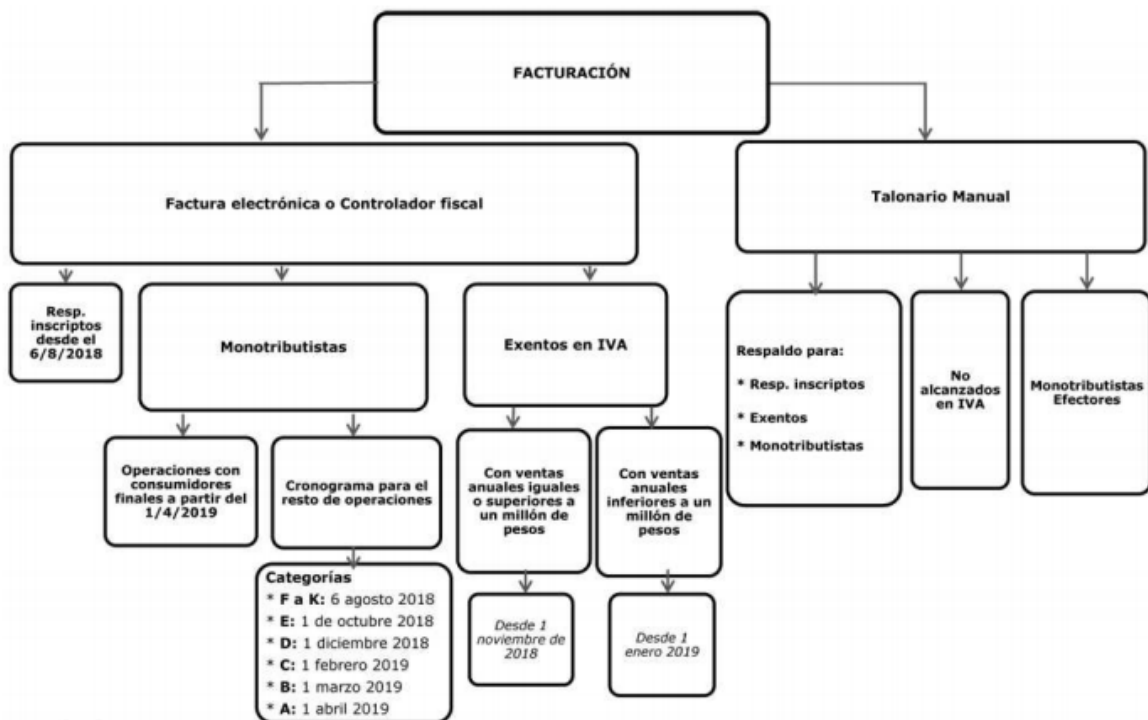 FACTURACIÓN
Factura electrónica o Controlador fiscal
Talonario Manual
Resp.
inscriptos
desde el
6/8/2018
Monotributistas
Exentos en IVA
Respaldo para:
* Resp. inscriptos
* Exentos
* Monotributistas
No
alcanzados
en IVA
Monotributistas
Efectores
Operaciones con
consumidores
finales a partir del
1/4/2019
Cronograma para el
resto de operaciones
Con ventas
anuales iguales
o superiores a
un millón de
pesos
Con ventas
anuales
inferiores a un
millón de
pesos
Categorías
* F a K: 6 agosto 2018
* E: 1 de octubre 2018
* D: 1 diciembre 2018
* C: 1 febrero 2019
* B: 1 marzo 2019
* A: 1 abril 2019
Desde 1
noviembre de
2018
Desde 1
enero 2019